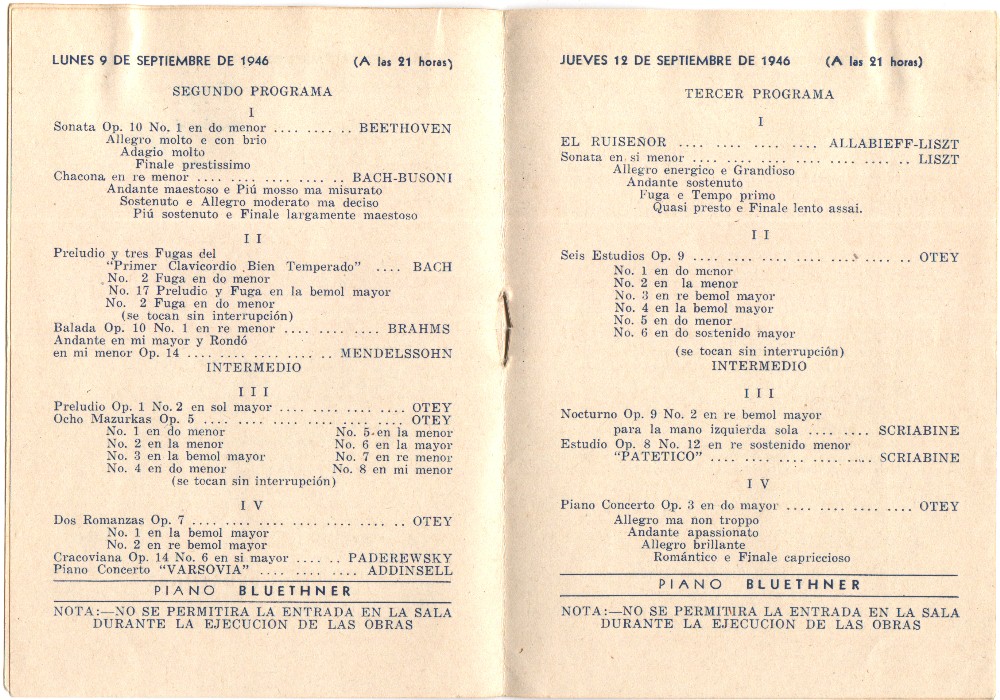 LUNES 9 DE SEPTIEMBRE DE 1946 (A las 21 horas)
SEGUNDO PROGRAMA
I
Sonata Op. 10 No. 1 en do menor .... .... .. BEETHOVEN
Allegro molto e con brio
Adagio molto
Finale prestissimo
Chacona en re menor .... .... .... .... .. BACH-BUSONI
Andante maestoso e Piú mosso ma misurato
Sostenuto e Allegro moderato ma deciso
Piú sostenuto e Finale largamente maestoso
II
Preludio y tres Fugas del
"Primer Clavicordio Bien Temperado" .... BACH
No. 2 Fuga en do menor
No. 17 Preludio y Fuga en la bemol mayor
No. 2 Fuga en do menor
(se tocan sin interrupción)
Balada Op. 10 No. 1 en re menor .... .... .... BRAHMS
Andante en mi mayor y Rondó
en mi menor Op. 14 .... .... .... .... .. MENDELSSOHN
INTERMEDIO
III
Preludio Op. 1 No. 2 en sol mayor .... .... .... .. OTEY
Ocho Mazurkas Op. 5 .... .... .... .... .... .... OTEY
No. 1 en do menor No. 5 en la menor
No. 2 en la menor No. 6 en la mayor
No. 3 en la bemol mayor No. 7 en re menor
No. 4 en do menor No. 8 en mi menor
(se tocan sin interrupción)
IV
Dos Romanzas Op. 7 .... .... .... .... .... .. OTEY
No. 1 en la bemol mayor
No. 2 en re bemol mayor
Cracoviana Op. 14 No. 6 en si mayor .... .. PADEREWSKY
Piano Concerto "VARSOVIA" .... .... .... ADDINSELL
PIANO BLUETHNER
NOTA:—NO SE PERMITIRA LA ENTRADA EN LA SALA
DURANTE LA EJECUCION DE LAS OBRAS
JUEVES 12 DE SEPTIEMBRE DE 1946 (A las 21 horas)
TERCER PROGRAMA
I
EL RUISEÑOR .... .... .... .... ALLABIEFF-LISZT
Sonata en si menor .... .... .... .... .... .. LISZT
Allegro energico e Grandioso
Andante sostenuto
Fuga e Tempo primo
Quasi presto e Finale lento assai.
II
Seis Estudios Op. 9 .... .... .... .... .... .. OTEY
No. 1 en do menor
No. 2 en la menor
No. 3 en re bemol mayor
No. 4 en la bemol mayor
No. 5 en do menor
No. 6 en do sostenido mayor
(se tocan sin interrupción)
INTERMEDIO
III
Nocturno Op. 9 No. 2 en re bemol mayor
para la mano izquierda sola .... .... SCRIABINE
Estudio Op. 8 No. 12 en re sostenido menor
"PATETICO" .... .... .... .... .... SCRIABINE
IV
Piano Concerto Op. 3 en do mayor .... .... .... OTEY
Allegro ma non troppo
Andante apassionato
Allegro brillante
Romántico e Finale capriccioso
PIANO BLUETHNER
NOTA:—NO SE PERMITIRA LA ENTRADA EN LA SALA
DURANTE LA EJECUCION DE LAS OBRAS